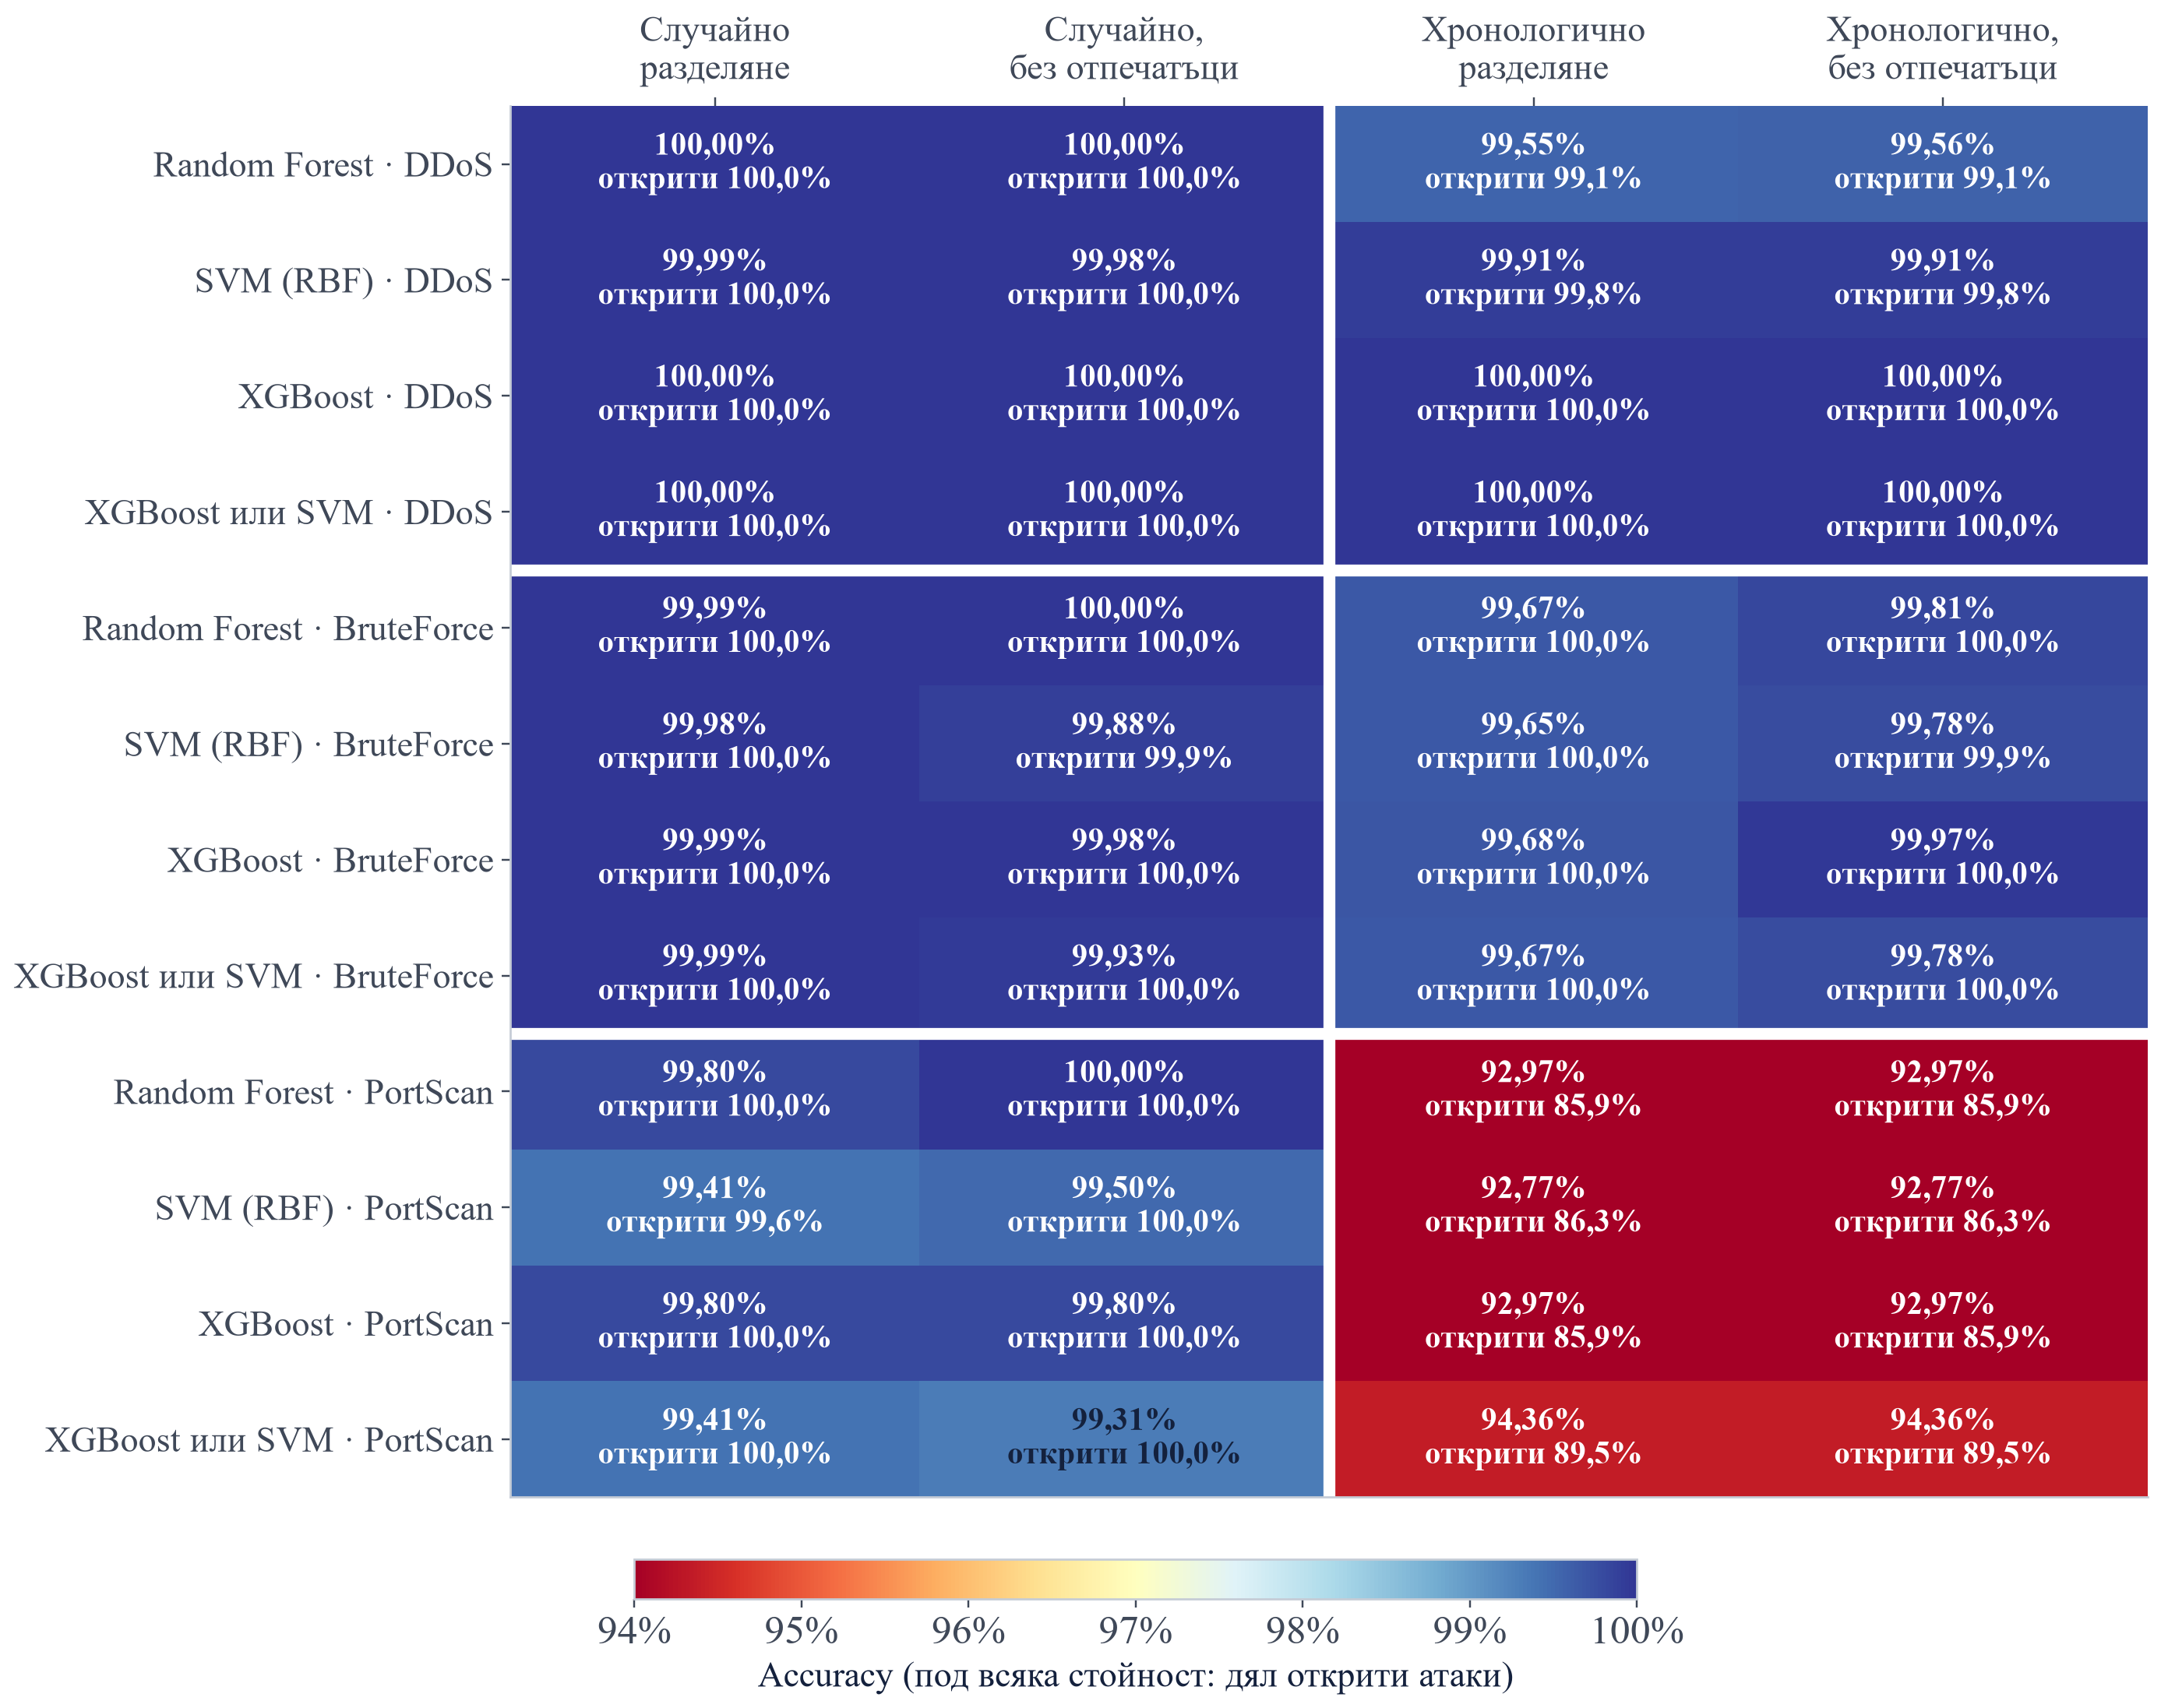 Случайно
разделяне
Случайно,
без отпечатъци
Хронологично
разделяне
Хронологично,
без отпечатъци
Random Forest · DDoS
100,00%
открити 100,0%
100,00%
открити 100,0%
99,55%
открити 99,1%
99,56%
открити 99,1%
SVM (RBF) · DDoS
99,99%
открити 100,0%
99,98%
открити 100,0%
99,91%
открити 99,8%
99,91%
открити 99,8%
XGBoost · DDoS
100,00%
открити 100,0%
100,00%
открити 100,0%
100,00%
открити 100,0%
100,00%
открити 100,0%
XGBoost или SVM · DDoS
100,00%
открити 100,0%
100,00%
открити 100,0%
100,00%
открити 100,0%
100,00%
открити 100,0%
Random Forest · BruteForce
99,99%
открити 100,0%
100,00%
открити 100,0%
99,67%
открити 100,0%
99,81%
открити 100,0%
SVM (RBF) · BruteForce
99,98%
открити 100,0%
99,88%
открити 99,9%
99,65%
открити 100,0%
99,78%
открити 99,9%
XGBoost · BruteForce
99,99%
открити 100,0%
99,98%
открити 100,0%
99,68%
открити 100,0%
99,97%
открити 100,0%
XGBoost или SVM · BruteForce
99,99%
открити 100,0%
99,93%
открити 100,0%
99,67%
открити 100,0%
99,78%
открити 100,0%
Random Forest · PortScan
99,80%
открити 100,0%
100,00%
открити 100,0%
92,97%
открити 85,9%
92,97%
открити 85,9%
SVM (RBF) · PortScan
99,41%
открити 99,6%
99,50%
открити 100,0%
92,77%
открити 86,3%
92,77%
открити 86,3%
XGBoost · PortScan
99,80%
открити 100,0%
99,80%
открити 100,0%
92,97%
открити 85,9%
92,97%
открити 85,9%
XGBoost или SVM · PortScan
99,41%
открити 100,0%
99,31%
открити 100,0%
94,36%
открити 89,5%
94,36%
открити 89,5%
94% 95% 96% 97% 98% 99% 100%
Accuracy (под всяка стойност: дял открити атаки)